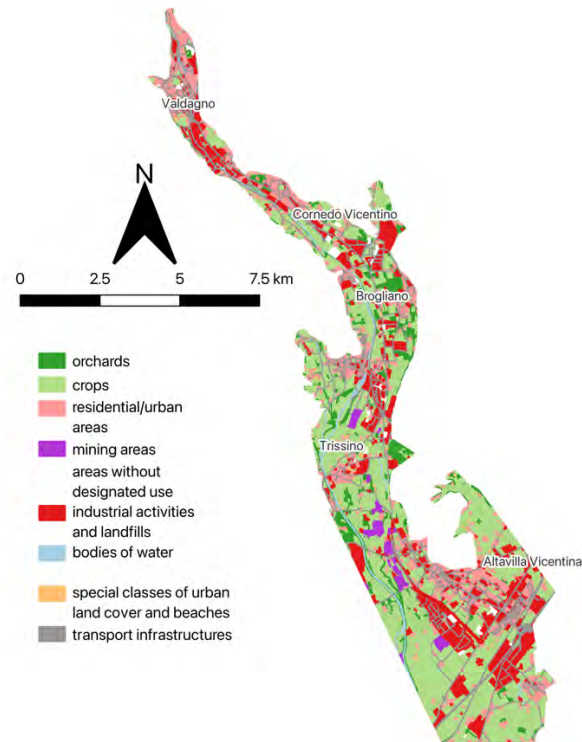 Valdagno
N
Cornedo Vicentino
0 2.5 5 7.5 km
Brogliano
orchards
crops
residential/urban
areas
mining areas
Trissino
areas without
designated use
industrial activities
and landfills
bodies of water
Altavilla Vicentina
special classes of urban
land cover and beaches
transport infrastructures